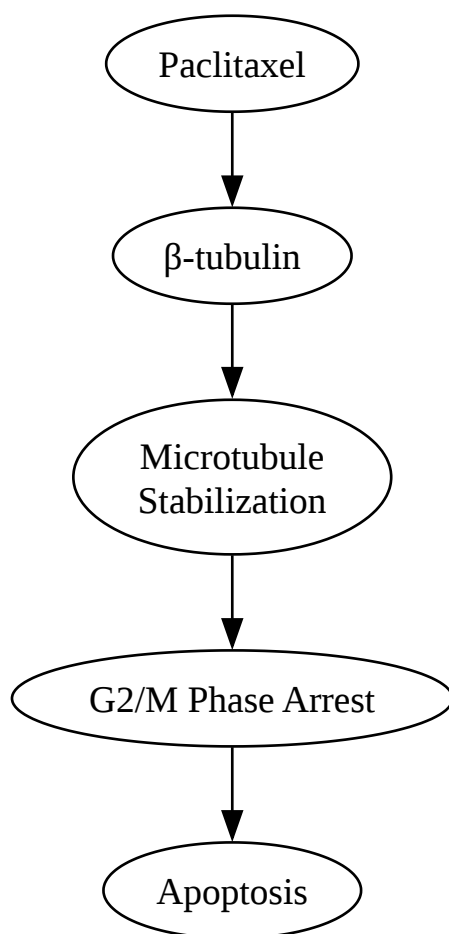 Paclitaxel
β-tubulin
Microtubule
Stabilization
G2/M Phase Arrest
Apoptosis